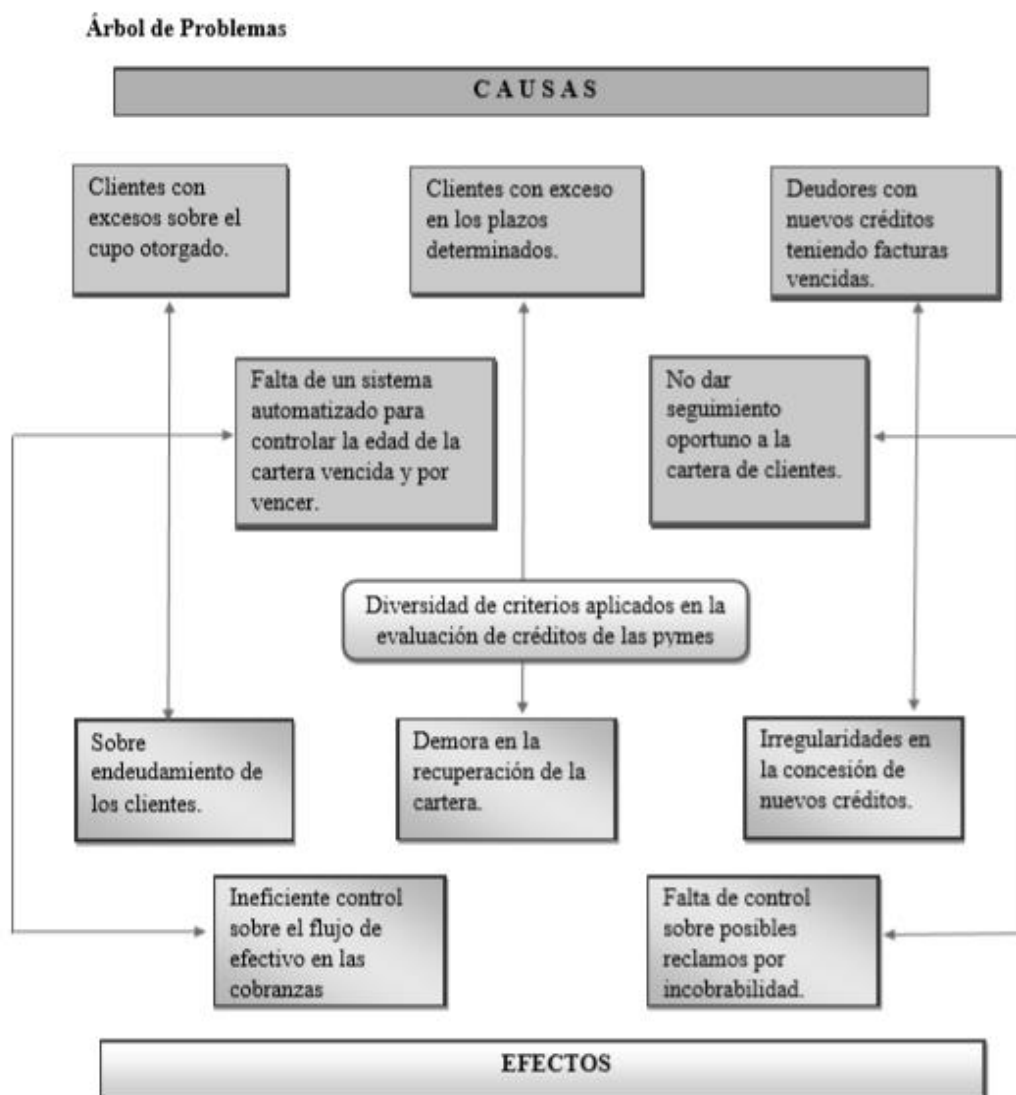 Árbol de Problemas
C A U S A S
Clientes con
excesos sobre el
cupo otorgado.
Clientes con exceso
en los plazos
determinados.
Deudores con
nuevos créditos
teniendo facturas
vencidas.
Falta de un sistema
automatizado para
controlar la edad de la
cartera vencida y por
vencer.
No dar
seguimiento
oportuno a la
cartera de clientes.
Diversidad de criterios aplicados en la
evaluación de créditos de las pymes
Sobre
endeudamiento de
los clientes.
Demora en la
recuperación de la
cartera.
Irregularidades en
la concesión de
nuevos créditos.
Ineficiente control
sobre el flujo de
efectivo en las
cobranzas
Falta de control
sobre posibles
reclamos por
incobrabilidad.
EFECTOS